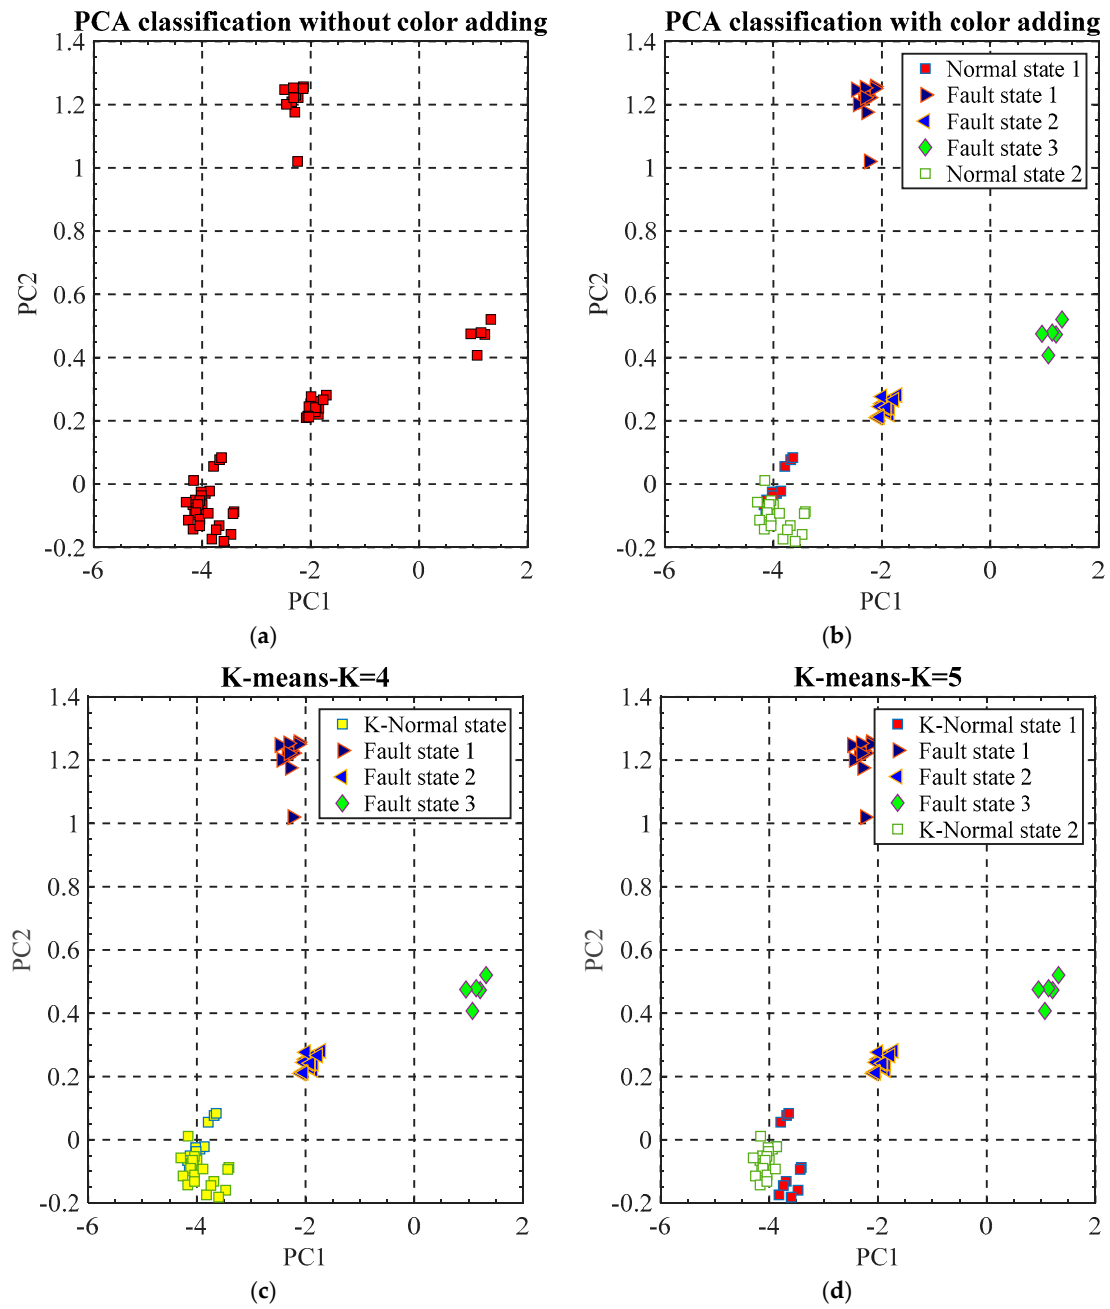 PCA classification without color adding
1.4
1.2
1
0.8
0.6
0.4
0.2
0
-0.2
-6
-4
-2
0
2
PC2
PC1
(a)
PCA classification with color adding
Normal state 1
Fault state 1
Fault state 2
Fault state 3
Normal state 2
1.4
1.2
1
0.8
0.6
0.4
0.2
0
-0.2
-6
-4
-2
0
2
PC2
PC1
(b)
K-means-K=4
K-Normal state
Fault state 1
Fault state 2
Fault state 3
1.4
1.2
1
0.8
0.6
0.4
0.2
0
-0.2
-6
-4
-2
0
2
PC2
PC1
(c)
K-means-K=5
K-Normal state 1
Fault state 1
Fault state 2
Fault state 3
K-Normal state 2
1.4
1.2
1
0.8
0.6
0.4
0.2
0
-0.2
-6
-4
-2
0
2
PC2
PC1
(d)